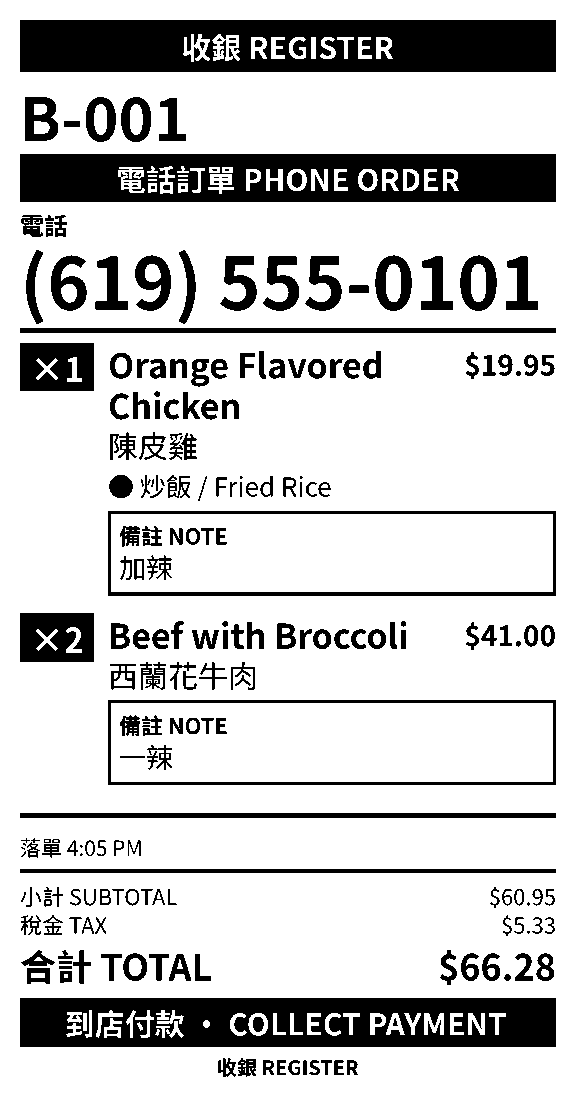 收銀 REGISTER
B-001
電話訂單 PHONE ORDER
電話
(619) 555-0101
×1 Orange Flavored $19.95
Chicken
陳皮雞
● 炒飯 / Fried Rice
備註 NOTE
加辣
×2 Beef with Broccoli $41.00
西蘭花牛肉
備註 NOTE
一辣
落單 4:05 PM
小計 SUBTOTAL $60.95
稅金 TAX $5.33
合計 TOTAL $66.28
到店付款 • COLLECT PAYMENT
收銀 REGISTER